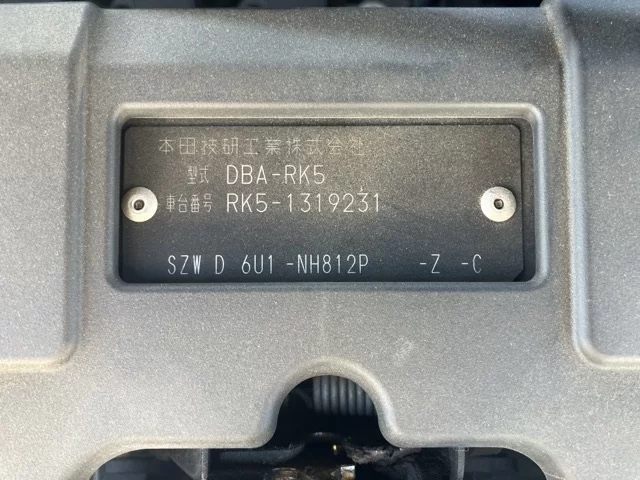 本田技研工業株式会社
型式 DBA-RK5
車台番号 RK5-1319231
SZW D 6U1 -NH812P -Z -C